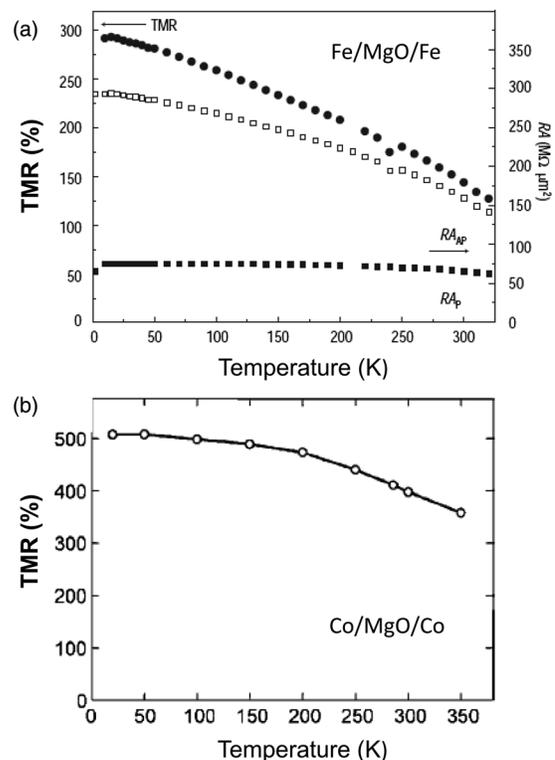 (a)
TMR
Fe/MgO/Fe
300
250
200
150
100
50
0
TMR (%)
350
300
250
200
150
100
50
0
RA (MΩ μm²)
RA_AP
RA_P
0 50 100 150 200 250 300
Temperature (K)
(b)
500
400
300
200
100
0
TMR (%)
Co/MgO/Co
0 50 100 150 200 250 300 350
Temperature (K)